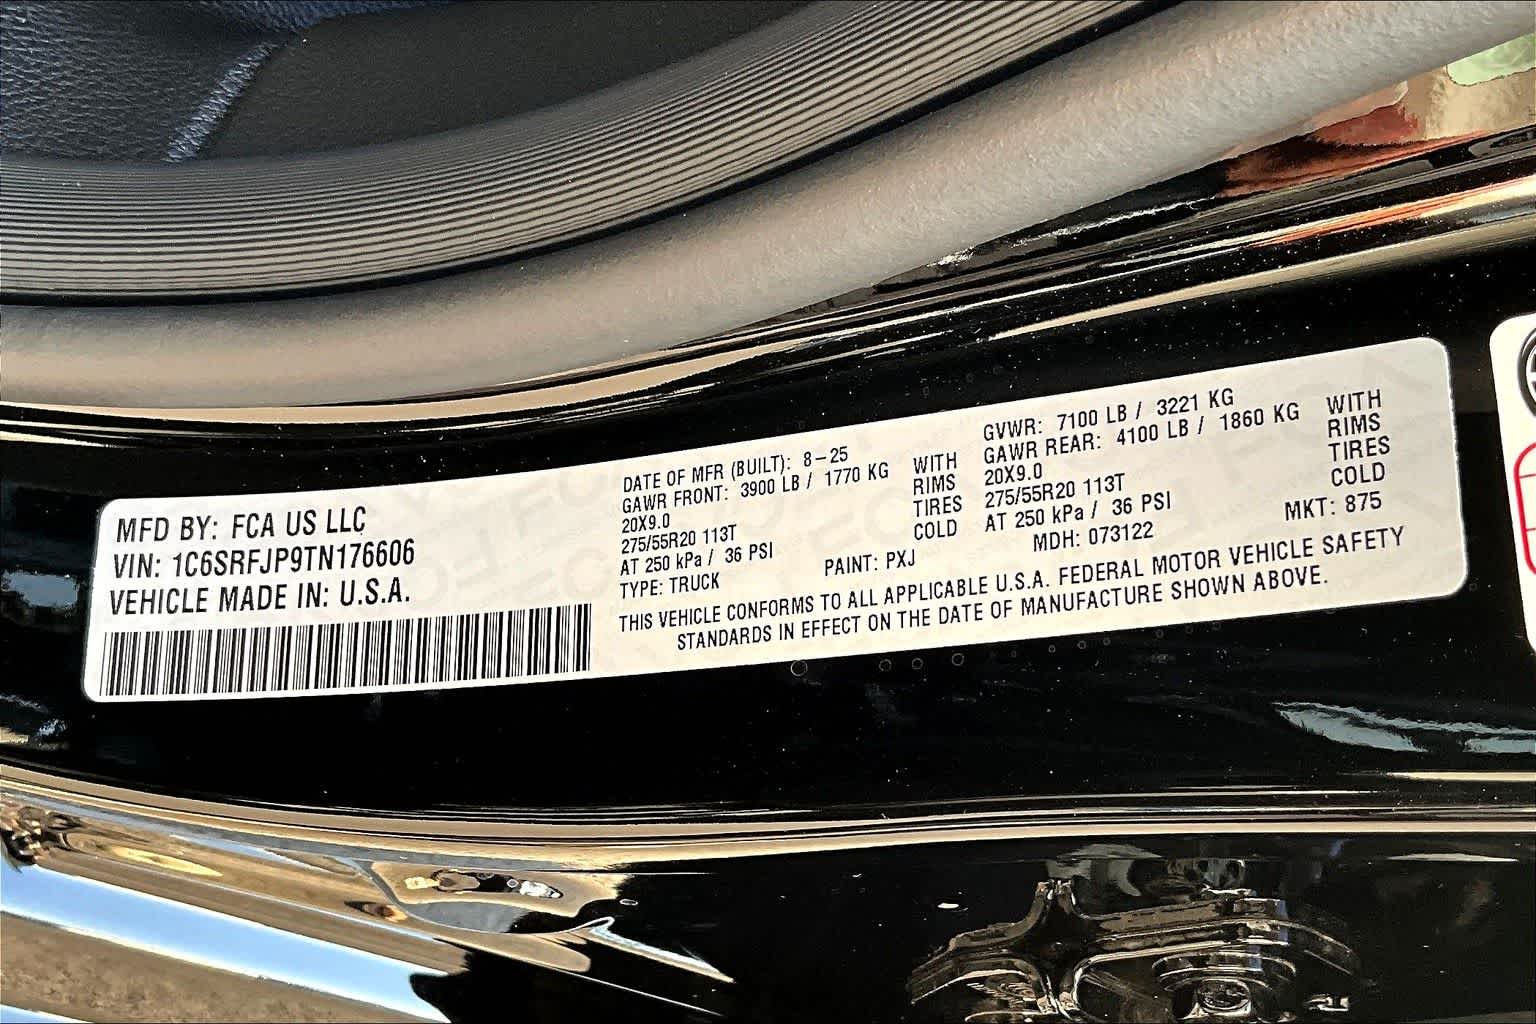 MFD BY: FCA US LLC
VIN: 1C6SRFJP9TN176606
VEHICLE MADE IN: U.S.A.
DATE OF MFR (BUILT): 8-25
GAWR FRONT: 3900 LB / 1770 KG WITH
20X9.0 RIMS
275/55R20 113T TIRES
AT 250 kPa / 36 PSI COLD
TYPE: TRUCK PAINT: PXJ
GVWR: 7100 LB / 3221 KG
GAWR REAR: 4100 LB / 1860 KG WITH
20X9.0 RIMS
275/55R20 113T TIRES
AT 250 kPa / 36 PSI COLD
MDH: 073122 MKT: 875
THIS VEHICLE CONFORMS TO ALL APPLICABLE U.S.A. FEDERAL MOTOR VEHICLE SAFETY
STANDARDS IN EFFECT ON THE DATE OF MANUFACTURE SHOWN ABOVE.